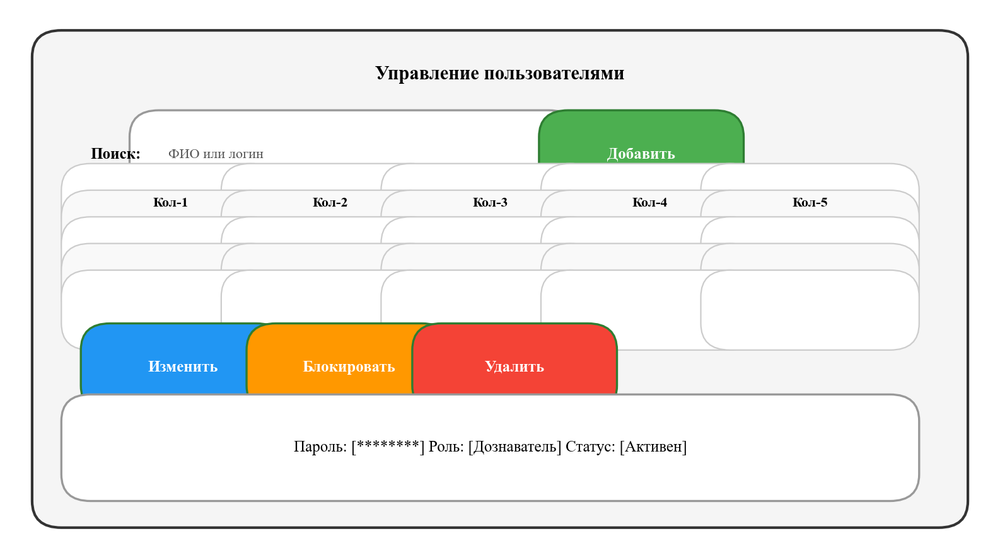 Управление пользователями
Поиск: ФИО или логин Добавить
Кол-1 Кол-2 Кол-3 Кол-4 Кол-5
Изменить Блокировать Удалить
Пароль: [********] Роль: [Дознаватель] Статус: [Активен]